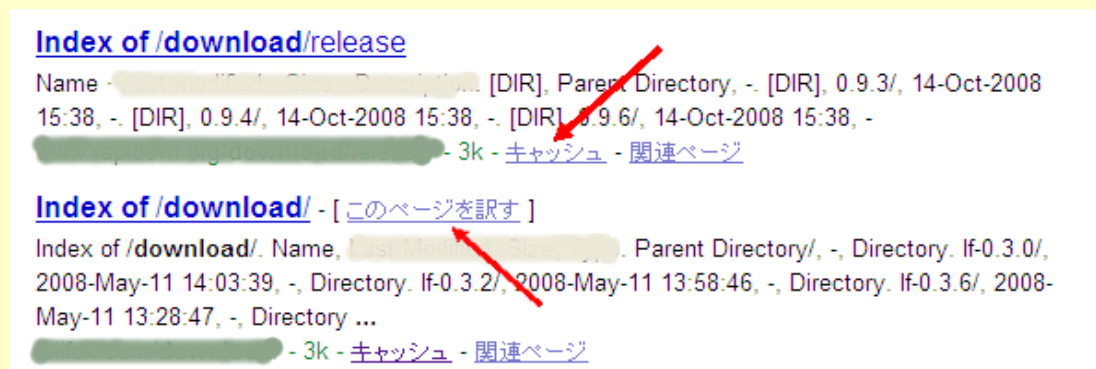 Index of /download/release
Name - [DIR], Parent Directory, -. [DIR], 0.9.3/, 14-Oct-2008
15:38, -. [DIR], 0.9.4/, 14-Oct-2008 15:38, -. [DIR], 0.9.6/, 14-Oct-2008 15:38, -
- 3k - キャッシュ - 関連ページ
Index of /download/ - [ このページを訳す ]
Index of /download/. Name, . Parent Directory/, -, Directory. lf-0.3.0/,
2008-May-11 14:03:39, -, Directory. lf-0.3.2/, 2008-May-11 13:58:46, -, Directory. lf-0.3.6/, 2008-
May-11 13:28:47, -, Directory ...
- 3k - キャッシュ - 関連ページ